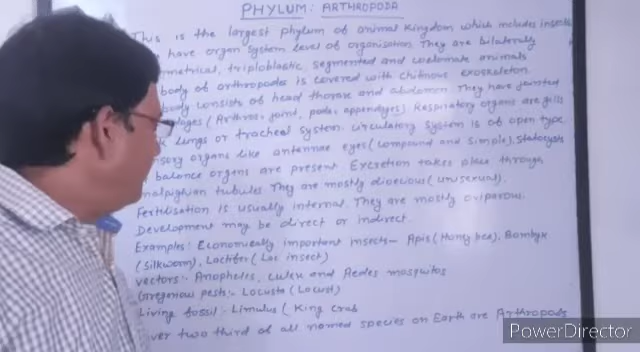 PHYLUM: ARTHROPODA
This is the largest phylum of animal kingdom which includes insects
have organ system level of organisation. They are bilaterally
triploblastic, segmented and coelomate animals
body of arthropodes is covered with chitinous exoskeleton.
body consists of head thorax and abdomen. They have jointed
(Arthros, joint, poda, appendages) Respiratory organs are gills
lungs or tracheal system. circulatory system is of open type
organs like antennae eyes (compound and simple), statocysts
balance organs are present Excretion takes place through
malpighian tubules They are mostly dioecious (unisexual).
Fertilisation is usually internal. They are mostly oviparous.
Development may be direct or indirect.
Examples: Economically important insects- Apis (Honey bee), Bombyx
(silkworm), Laccifer (Lac insect)
vectors:- Anopheles, culex and Aedes mosquitos
Gregarious pests:- Locusta (Locust)
Living fossil:- Limulus (King crab
over two third of all named species on Earth are Arthropods
PowerDirector